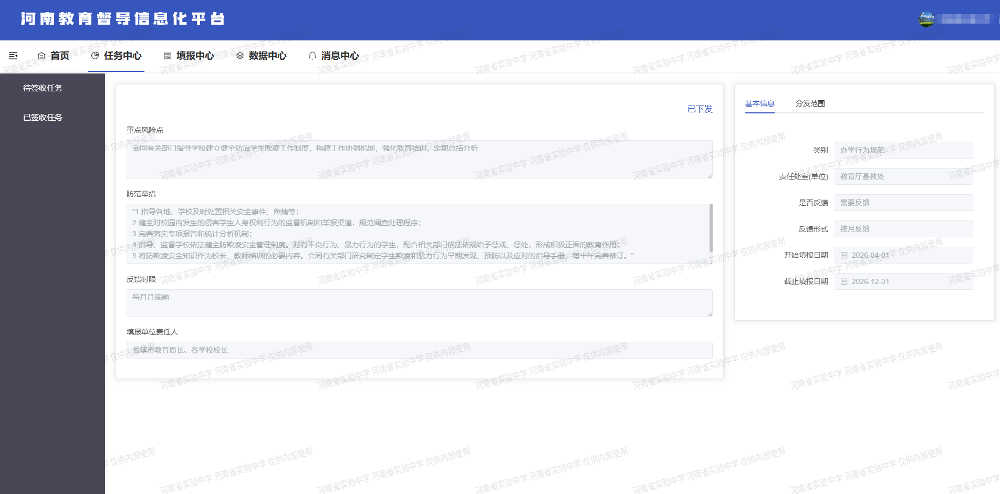 河南教育督导信息化平台
首页
任务中心
填报中心
数据中心
消息中心
待签收任务
已签收任务
已下发
重点风险点
会同有关部门指导学校建立健全防治学生欺凌工作制度，构建工作协调机制，强化教育培训，定期总结分析
防范举措
"1.指导各地、学校及时处置相关安全事件、舆情等；
2.健全对校园内发生的侵害学生人身权利行为的监督机制和举报渠道，规范调查处理程序；
3.完善落实专项报告和统计分析机制；
4.指导、监督学校依法健全防欺凌安全管理制度。对有不良行为、暴力行为的学生，配合相关部门依法依规给予惩戒、惩处，形成积极正面的教育作用；
5.将防欺凌安全知识作为校长、教师培训的必要内容。会同有关部门研究制定学生欺凌和暴力行为早期发现、预防以及应对的指导手册，每半年完善修订。"
反馈时限
每月月底前
填报单位责任人
省辖市教育局长、各学校校长
基本信息
分发范围
类别
办学行为规范
责任处室(单位)
教育厅基教处
是否反馈
需要反馈
反馈形式
按月反馈
开始填报日期
2026-04-01
截止填报日期
2026-12-31
河南省实验中学 仅供内部使用